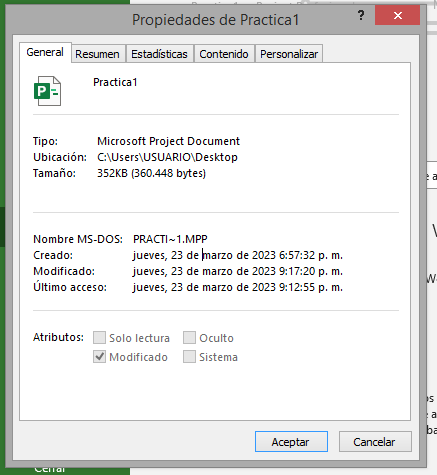 Propiedades de Practica1
General Resumen Estadísticas Contenido Personalizar
Practica1
Tipo: Microsoft Project Document
Ubicación: C:\Users\USUARIO\Desktop
Tamaño: 352KB (360.448 bytes)
Nombre MS-DOS: PRACTI~1.MPP
Creado: jueves, 23 de marzo de 2023 6:57:32 p. m.
Modificado: jueves, 23 de marzo de 2023 9:17:20 p. m.
Último acceso: jueves, 23 de marzo de 2023 9:12:55 p. m.
Atributos: Solo lectura Oculto
Modificado Sistema
Aceptar Cancelar
Cerrar